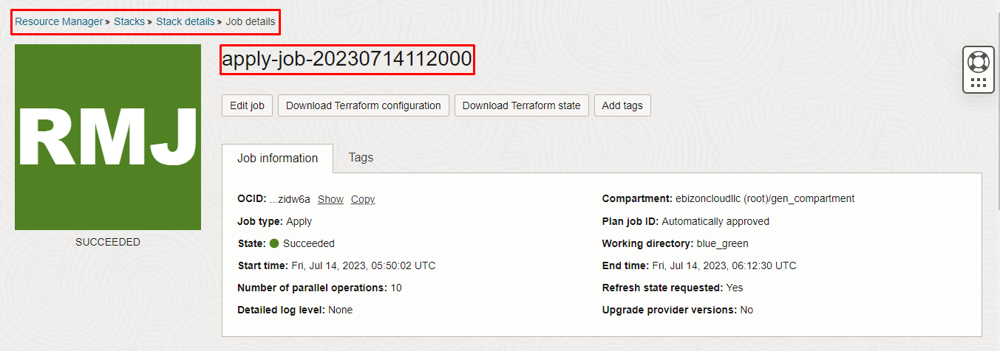 Resource Manager » Stacks » Stack details » Job details
apply-job-20230714112000
RMJ
SUCCEEDED
Edit job Download Terraform configuration Download Terraform state Add tags
Job information Tags
OCID: ...zidw6a Show Copy
Job type: Apply
State: Succeeded
Start time: Fri, Jul 14, 2023, 05:50:02 UTC
Number of parallel operations: 10
Detailed log level: None
Compartment: ebizoncloudllc (root)/gen_compartment
Plan job ID: Automatically approved
Working directory: blue_green
End time: Fri, Jul 14, 2023, 06:12:30 UTC
Refresh state requested: Yes
Upgrade provider versions: No